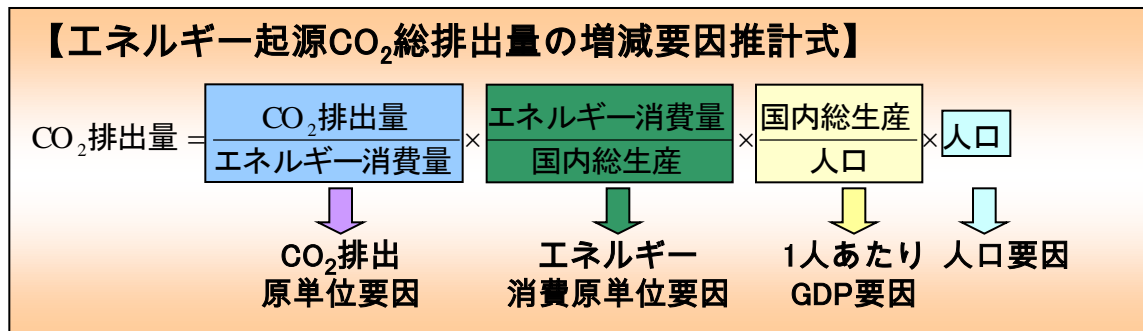 【エネルギー起源CO₂総排出量の増減要因推計式】
CO₂排出量 = CO₂排出量 / エネルギー消費量 × エネルギー消費量 / 国内総生産 × 国内総生産 / 人口 × 人口
CO₂排出 エネルギー 1人あたり 人口要因
原単位要因 消費原単位要因 GDP要因